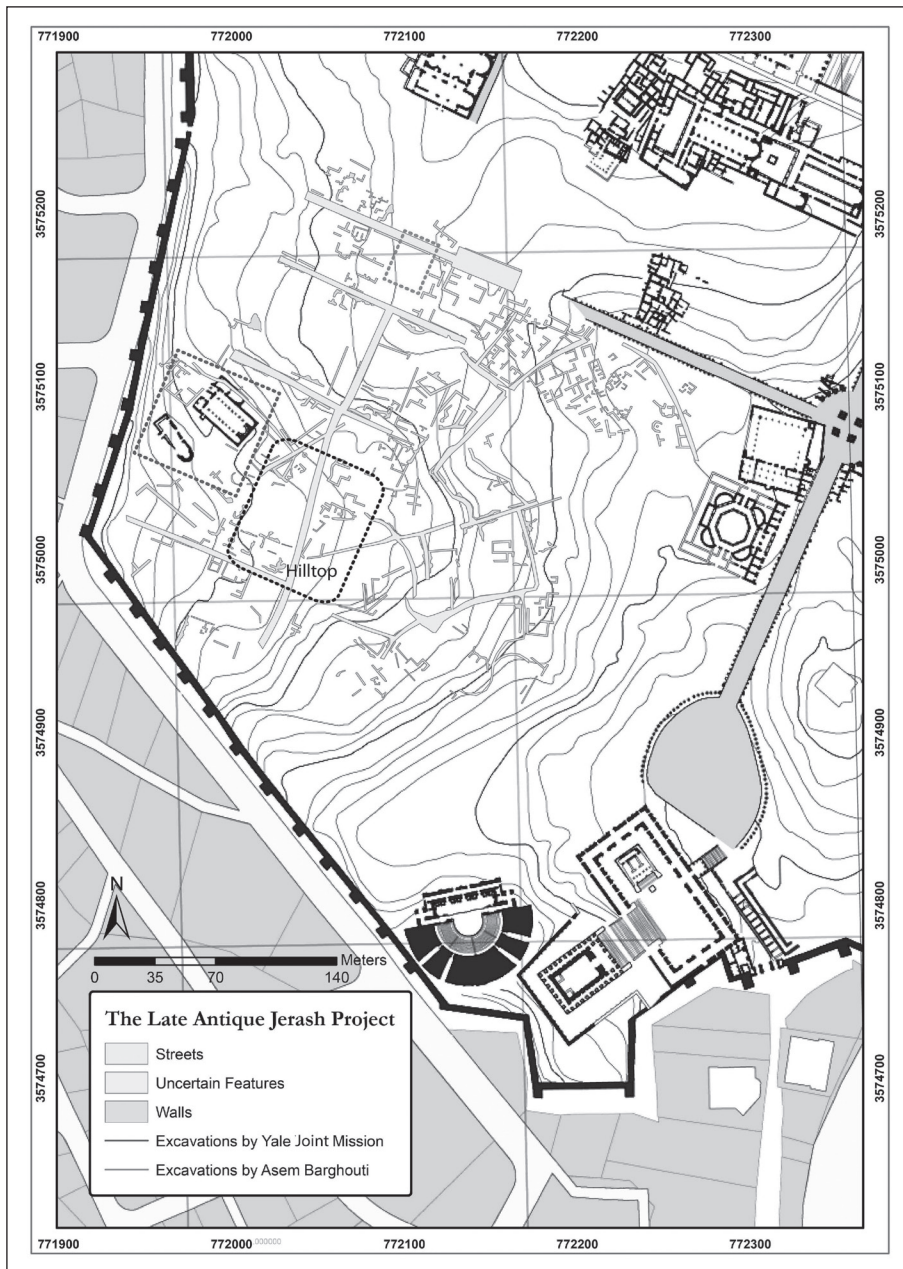 771900 772000 772100 772200 772300
3575200
3575200
3575100
3575100
3575000
3575000
Hilltop
3574900
3574900
3574800
3574800
N
Meters
0 35 70 140
The Late Antique Jerash Project
Streets
Uncertain Features
Walls
Excavations by Yale Joint Mission
Excavations by Asem Barghouti
3574700
3574700
771900 772000.000000 772100 772200 772300